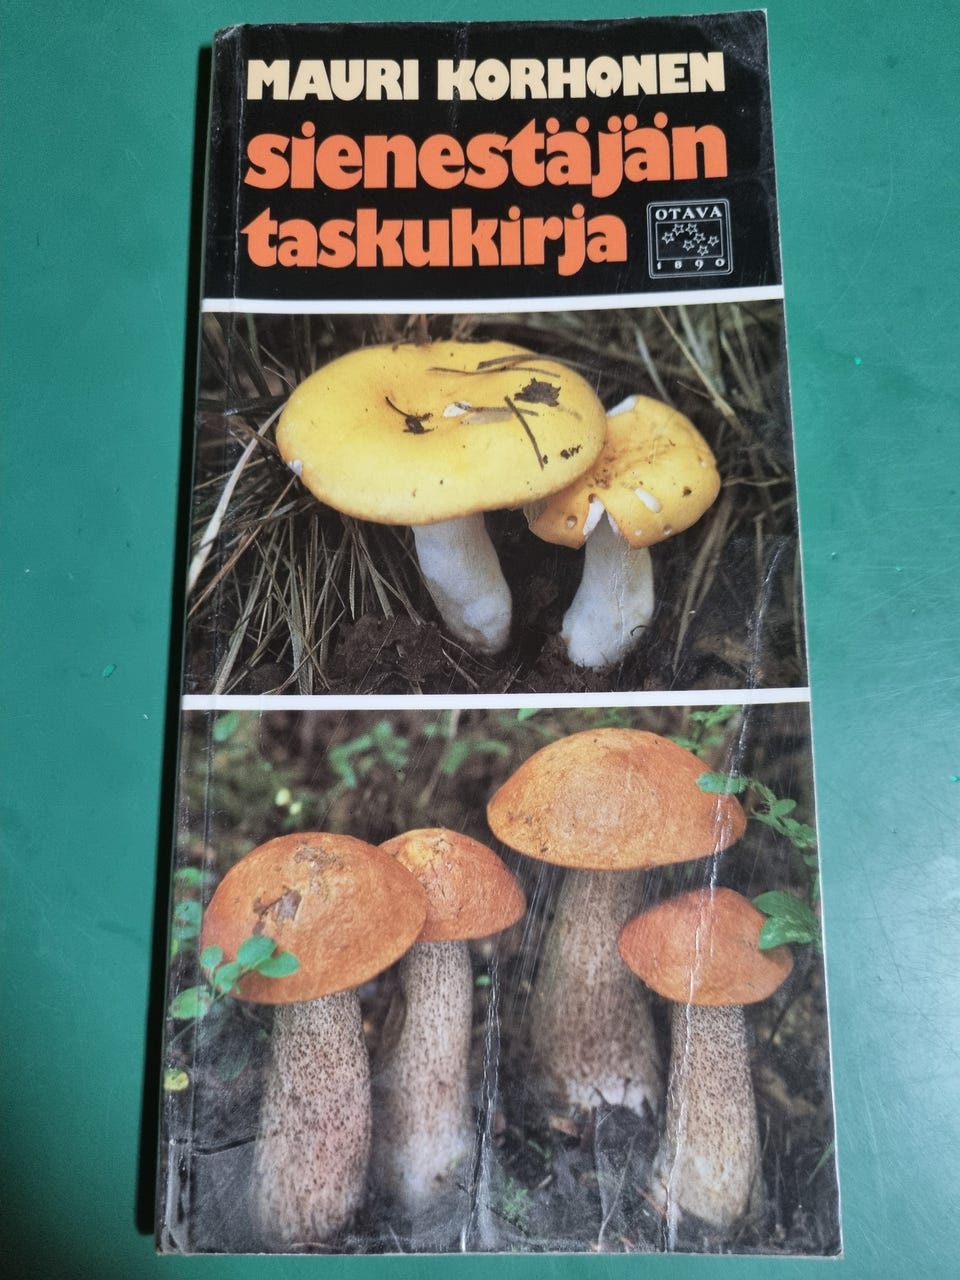 MAURI KORHONEN
sienestäjän
taskukirja
OTAVA
1890